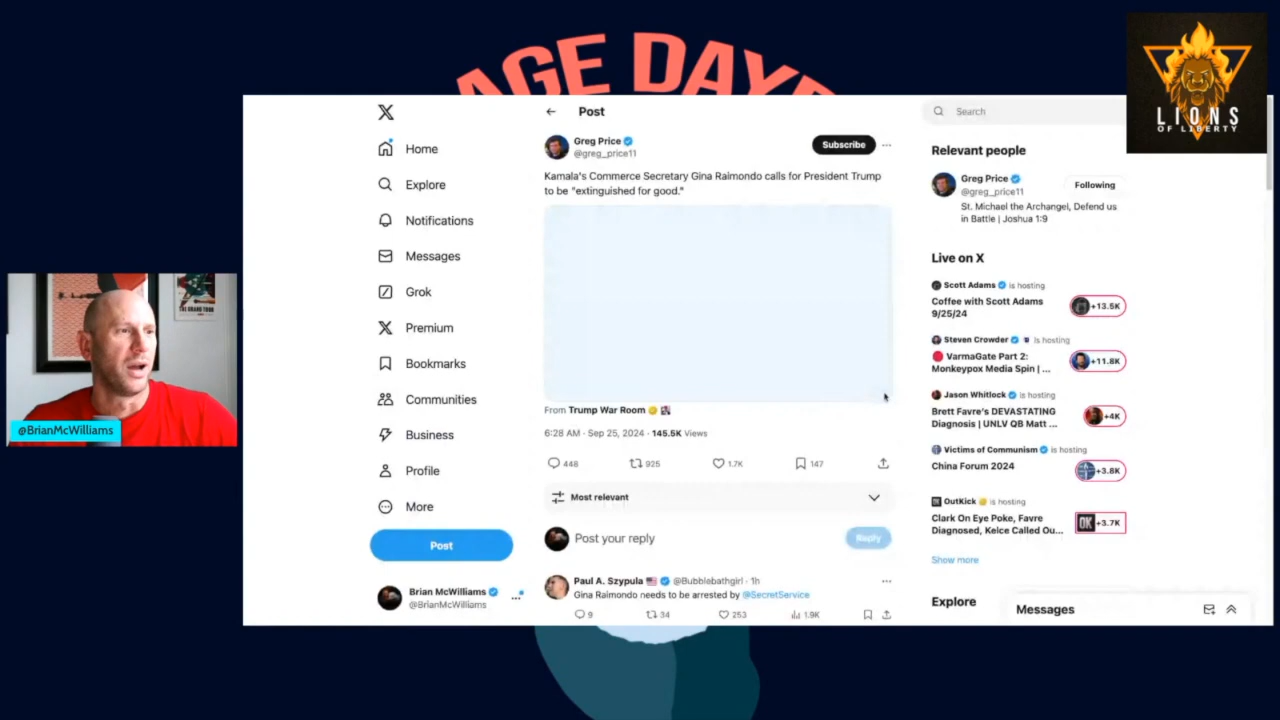 AGE DAYD
LIONS
OF LIBERTY
THE GRAND TOUR
@BrianMcWilliams
Home
Explore
Notifications
Messages
Grok
Premium
Bookmarks
Communities
Business
Profile
More
Post
Brian McWilliams
@BrianMcWilliams
Post
Greg Price
@greg_price11
Subscribe
Kamala's Commerce Secretary Gina Raimondo calls for President Trump
to be "extinguished for good."
From Trump War Room
6:28 AM · Sep 25, 2024 · 145.5K Views
448 925 1.7K 147
Most relevant
Post your reply
Reply
Paul A. Szypula @Bubblebathgirl · 1h
Gina Raimondo needs to be arrested by @SecretService
9 34 253 1.9K
Search
Relevant people
Greg Price
@greg_price11
Following
St. Michael the Archangel, Defend us
in Battle | Joshua 1:9
Live on X
Scott Adams is hosting
Coffee with Scott Adams
9/25/24
+13.5K
Steven Crowder is hosting
VarmaGate Part 2:
Monkeypox Media Spin | ...
+11.8K
Jason Whitlock is hosting
Brett Favre's DEVASTATING
Diagnosis | UNLV QB Matt ...
+4K
Victims of Communism is hosting
China Forum 2024
+3.8K
OutKick is hosting
Clark On Eye Poke, Favre
Diagnosed, Kelce Called Ou...
OK
+3.7K
Show more
Explore
Messages